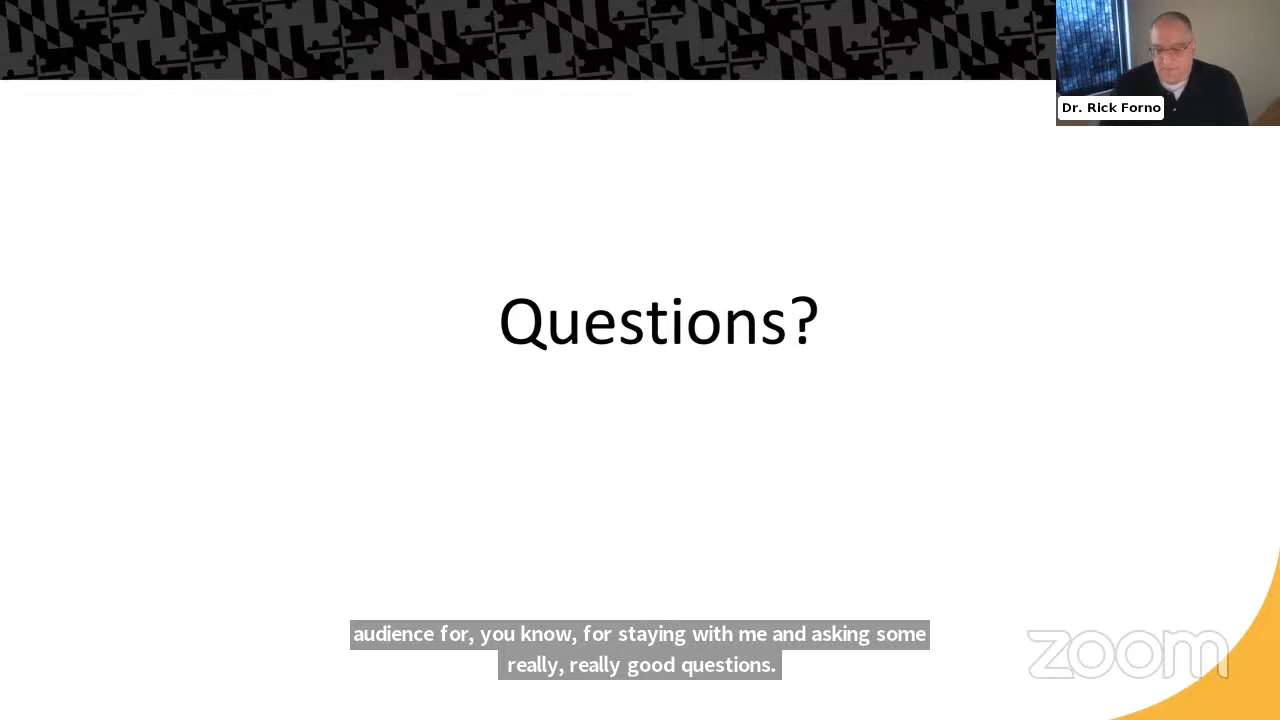 Dr. Rick Forno
Questions?
audience for, you know, for staying with me and asking some
really, really good questions.
zoom